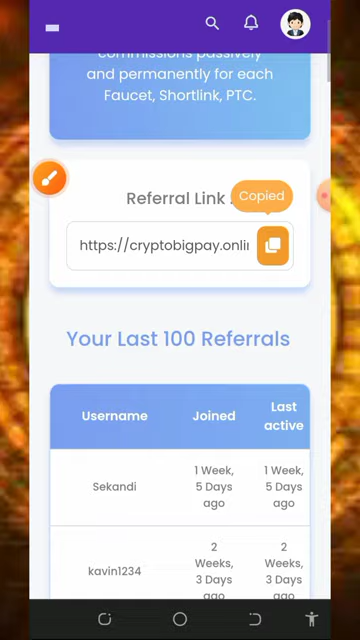 commissions passively
and permanently for each
Faucet, Shortlink, PTC.
Copied
Referral Link :
https://cryptobigpay.onli
Your Last 100 Referrals
Username Joined Last active
Sekandi 1 Week, 5 Days ago 1 Week, 5 Days ago
kavin1234 2 Weeks, 3 Days ago 2 Weeks, 3 Days ago